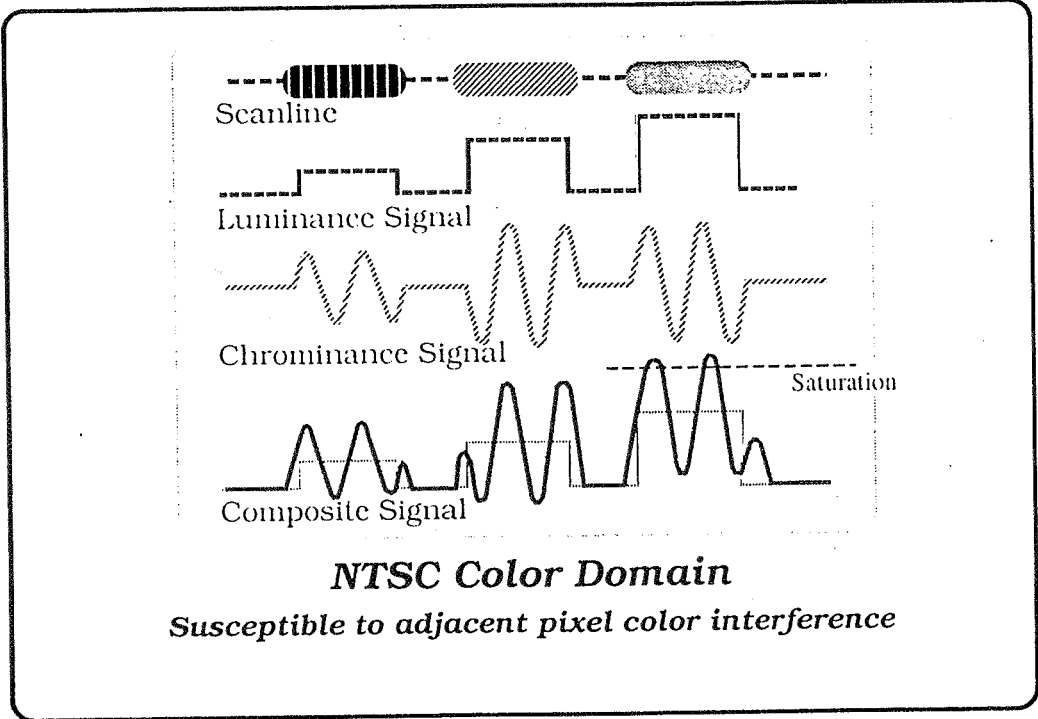 Scanline
Luminance Signal
Chrominance Signal
Saturation
Composite Signal
NTSC Color Domain
Susceptible to adjacent pixel color interference